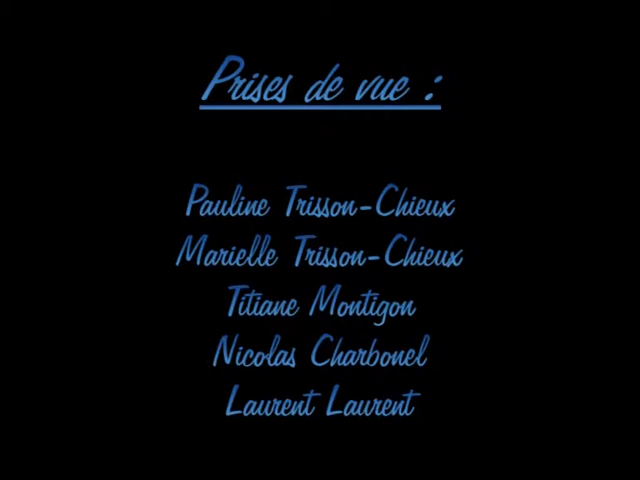 Prises de vue :
Pauline Trisson-Chieux
Marielle Trisson-Chieux
Titiane Montigon
Nicolas Charbonel
Laurent Laurent